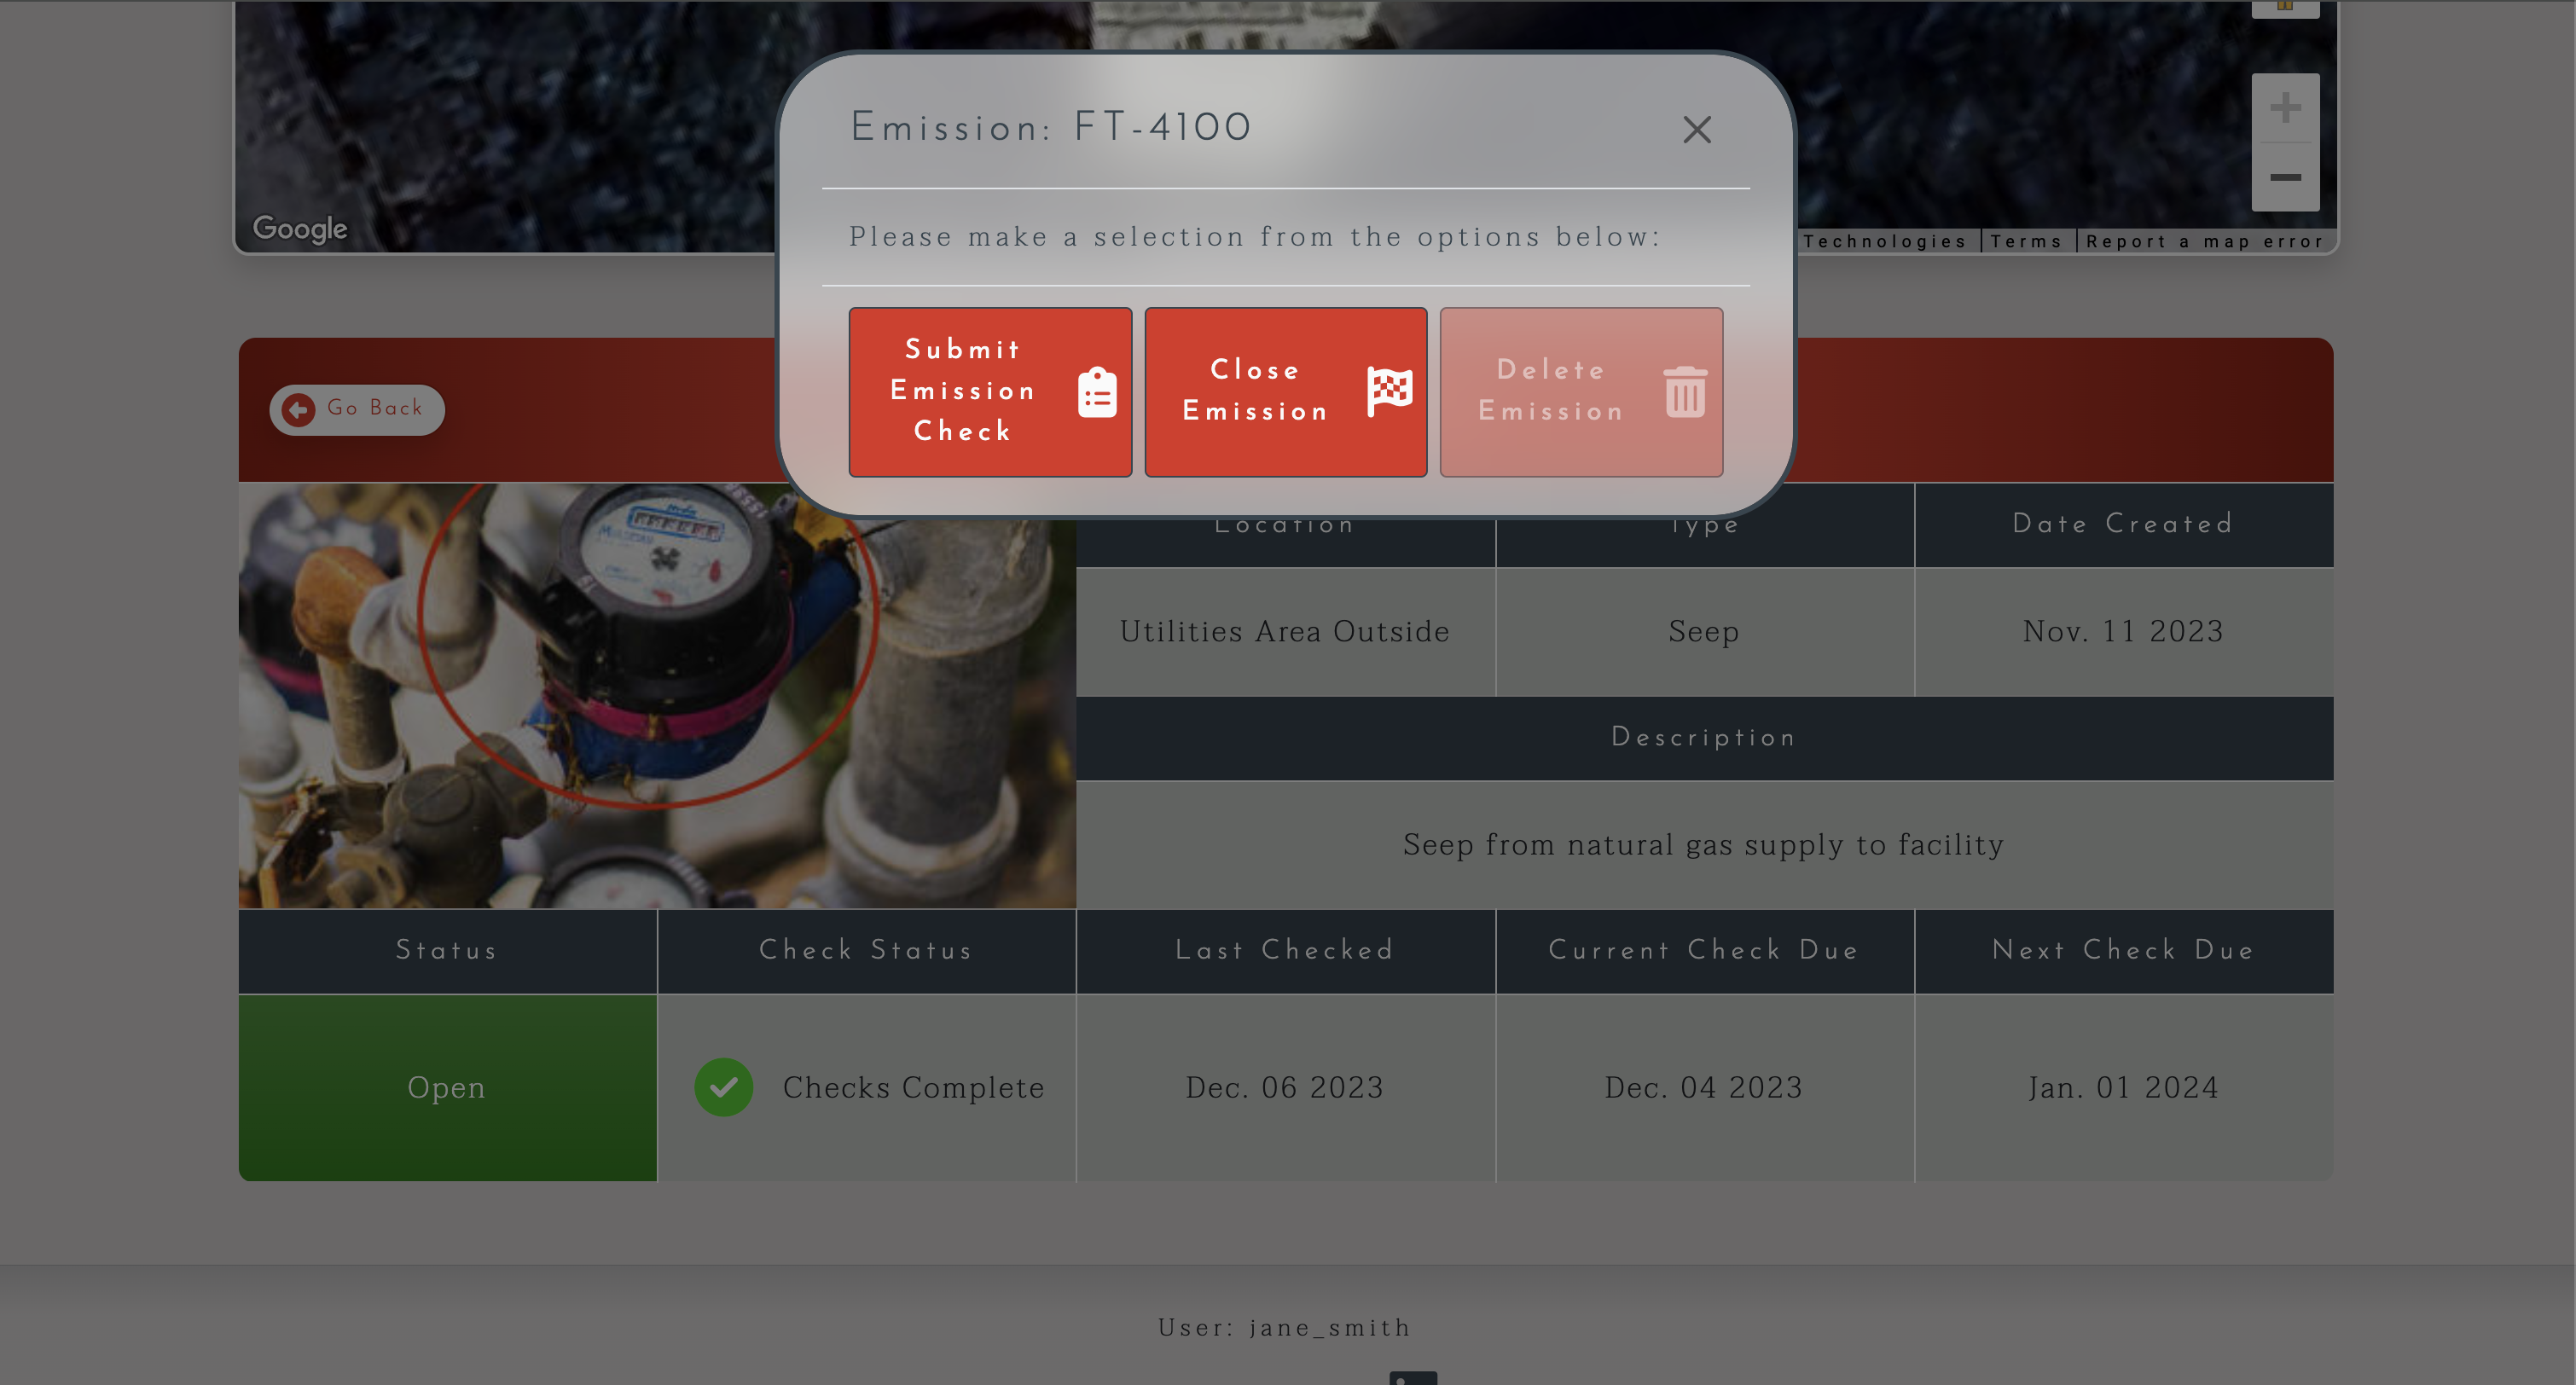 Emission: FT-4100
Please make a selection from the options below:
Submit
Emission
Check
Close
Emission
Delete
Emission
Google
Technologies
Terms
Report a map error
Go Back
Location
Type
Date Created
Utilities Area Outside
Seep
Nov. 11 2023
Description
Seep from natural gas supply to facility
Status
Check Status
Last Checked
Current Check Due
Next Check Due
Open
Checks Complete
Dec. 06 2023
Dec. 04 2023
Jan. 01 2024
User: jane_smith